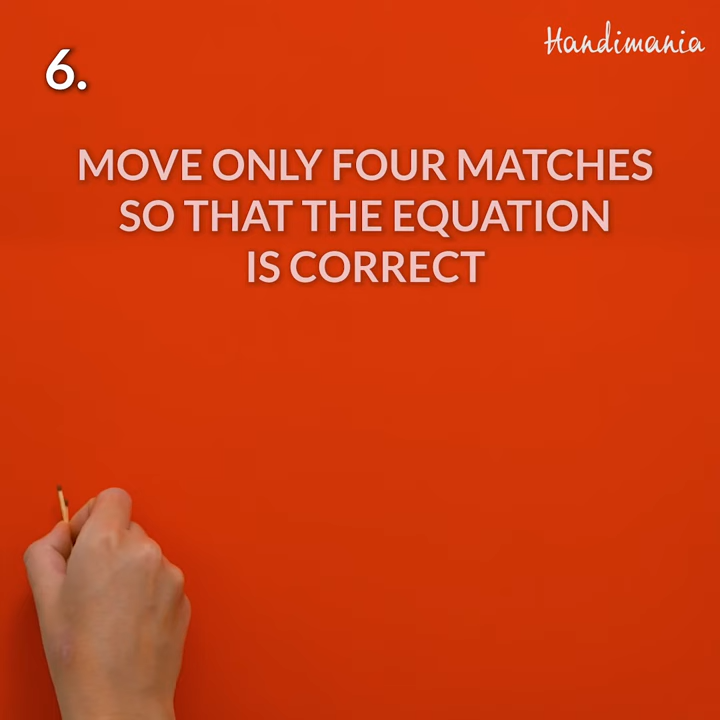 Handimania
6.
MOVE ONLY FOUR MATCHES
SO THAT THE EQUATION
IS CORRECT